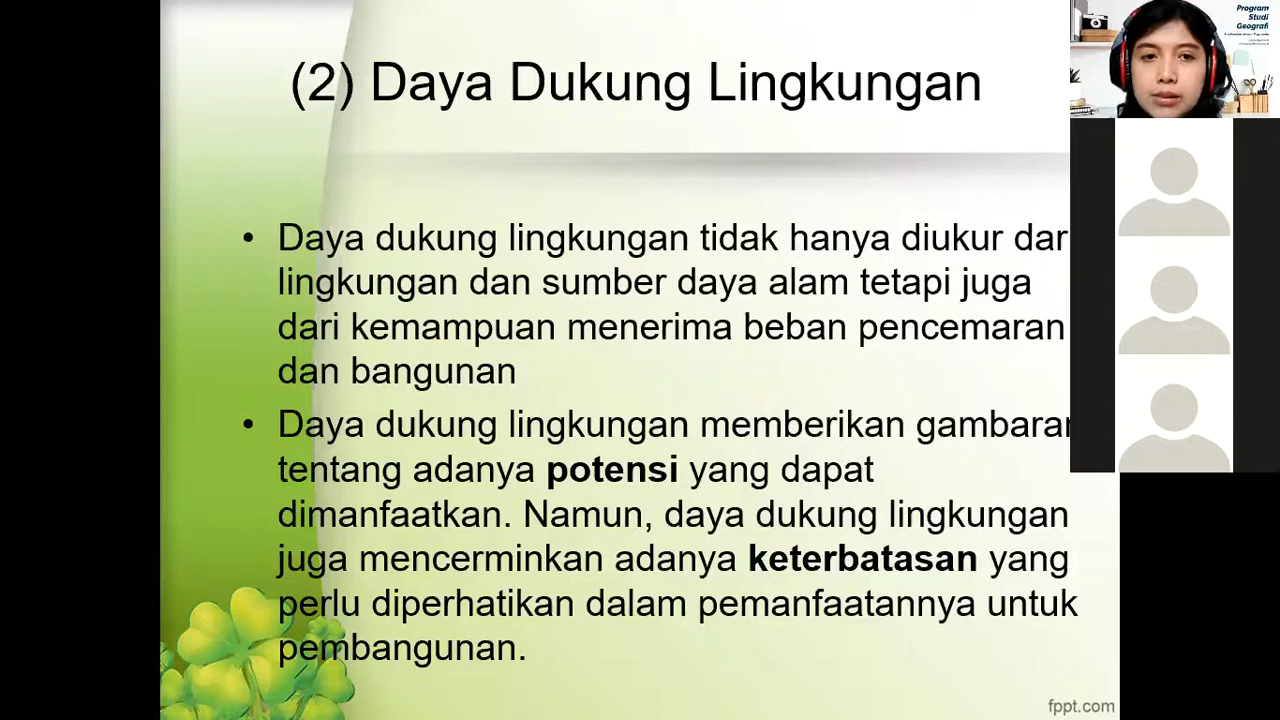 (2) Daya Dukung Lingkungan
• Daya dukung lingkungan tidak hanya diukur dar
lingkungan dan sumber daya alam tetapi juga
dari kemampuan menerima beban pencemaran
dan bangunan
• Daya dukung lingkungan memberikan gambaran
tentang adanya potensi yang dapat
dimanfaatkan. Namun, daya dukung lingkungan
juga mencerminkan adanya keterbatasan yang
perlu diperhatikan dalam pemanfaatannya untuk
pembangunan.
fppt.com
Program
Studi
Geografi